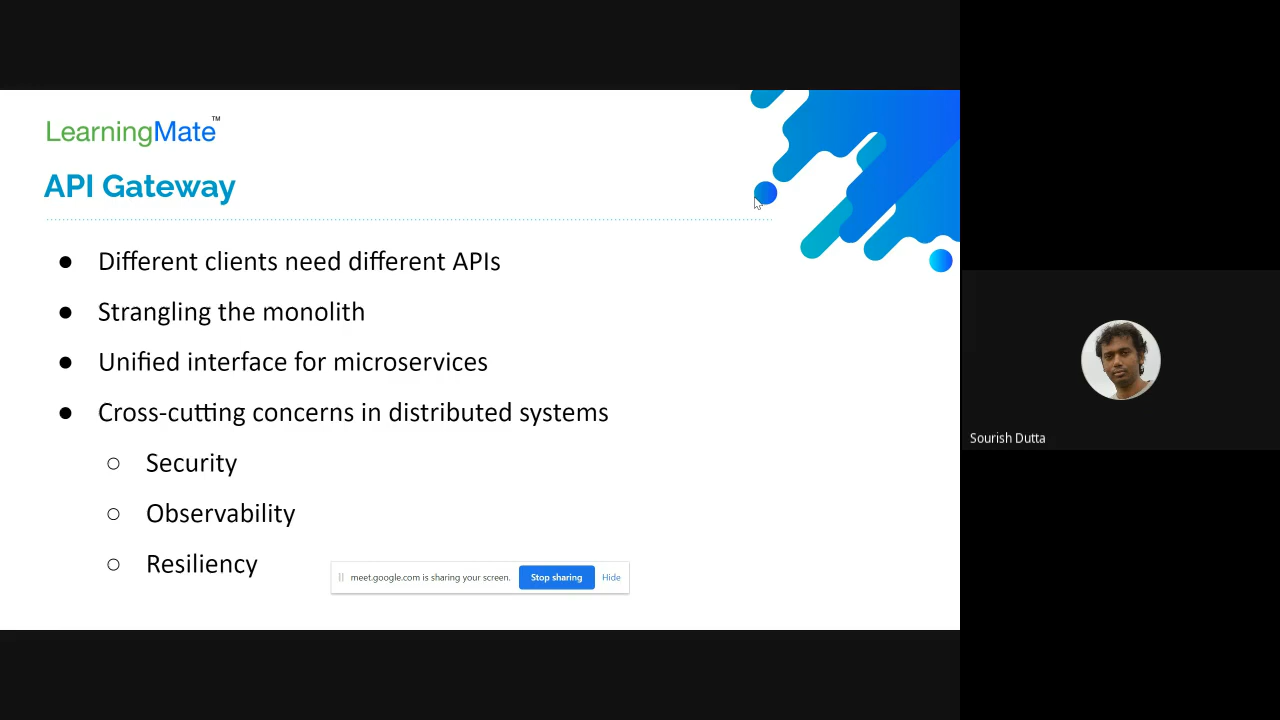 LearningMate™
API Gateway
● Different clients need different APIs
● Strangling the monolith
● Unified interface for microservices
● Cross-cutting concerns in distributed systems
○ Security
○ Observability
○ Resiliency
meet.google.com is sharing your screen. Stop sharing Hide
Sourish Dutta